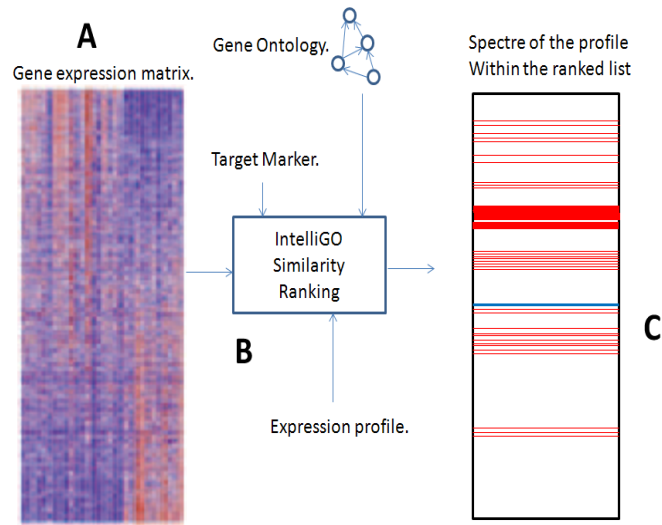 A
Gene expression matrix.
Gene Ontology.
Target Marker.
IntelliGO
Similarity
Ranking
B
Expression profile.
Spectre of the profile
Within the ranked list
C